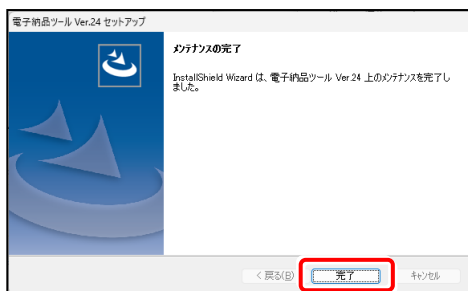 電子納品ツール Ver.24 セットアップ
メンテナンスの完了
InstallShield Wizard は、電子納品ツール Ver.24 上のメンテナンスを完了し
ました。
< 戻る(B)
完了
キャンセル